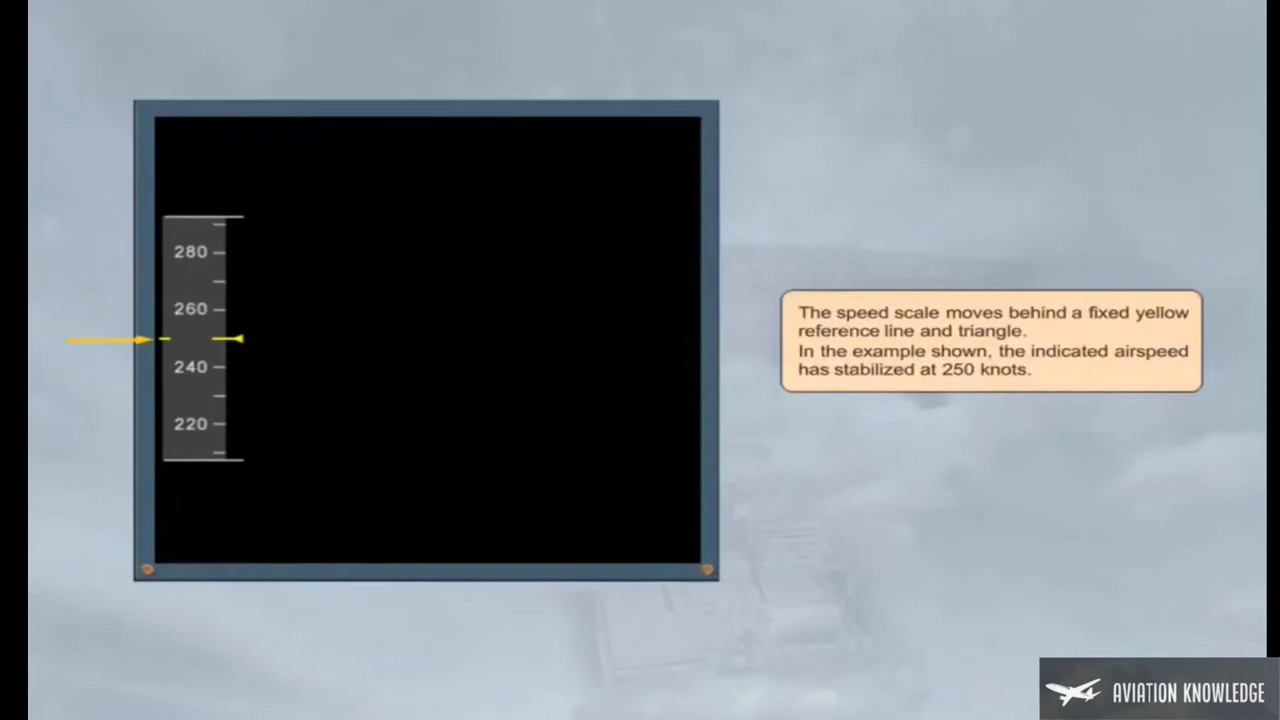 280
260
240
220
The speed scale moves behind a fixed yellow
reference line and triangle.
In the example shown, the indicated airspeed
has stabilized at 250 knots.
AVIATION KNOWLEDGE